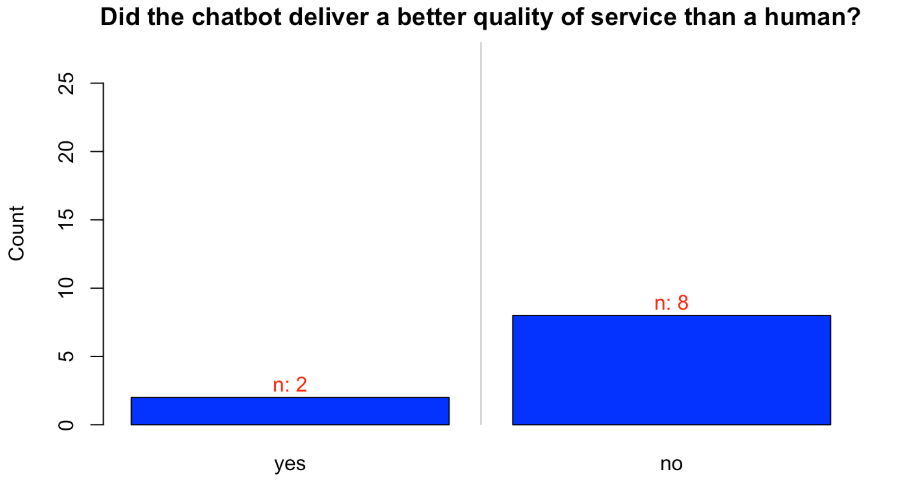 Did the chatbot deliver a better quality of service than a human?
Count
25
20
15
10
5
0
n: 2
n: 8
yes
no